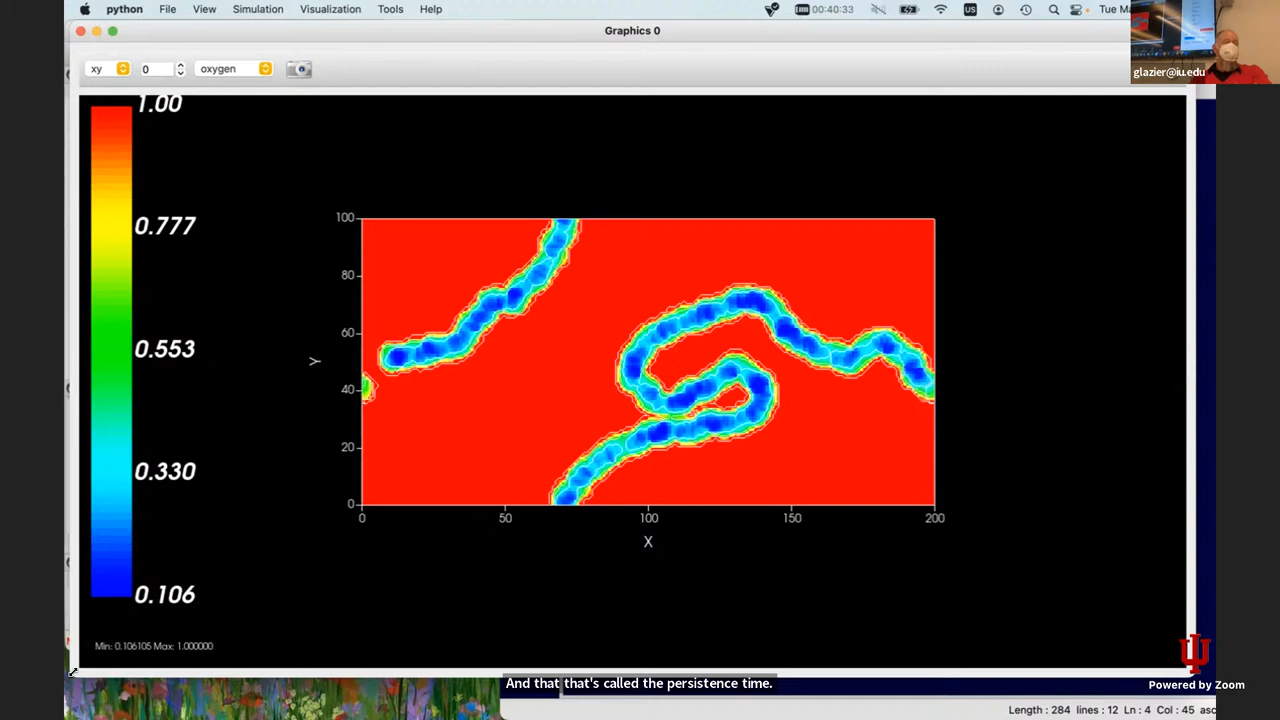 python File View Simulation Visualization Tools Help 00:40:33 US Tue Ma
Graphics 0
xy 0 oxygen
glazier@iu.edu
1.00
0.777
0.553
0.330
0.106
Min: 0.106105 Max: 1.000000
100
80
60
40
20
0
Y
0 50 100 150 200
X
And that that's called the persistence time.
Powered by Zoom
Length : 284 lines : 12 Ln : 4 Col : 45 asc